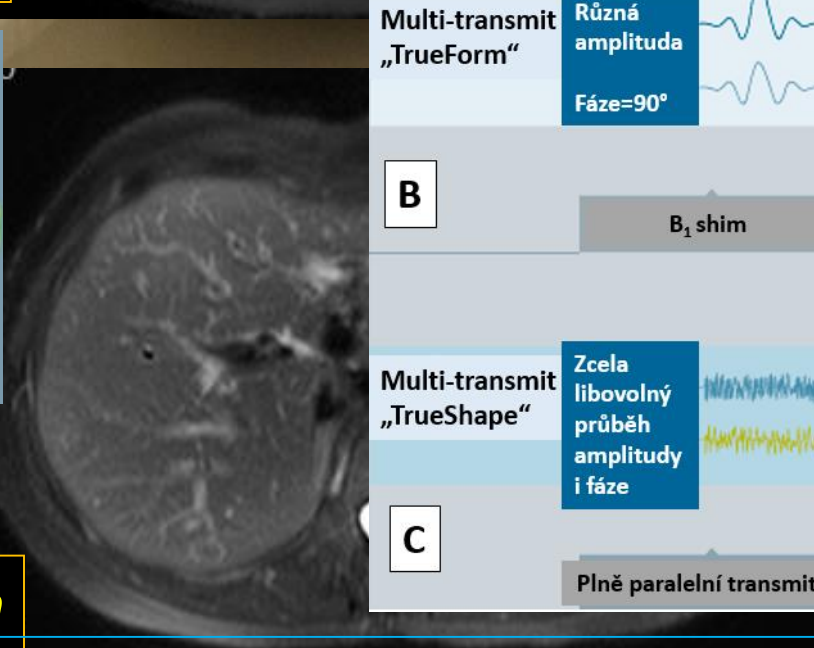 Multi-transmit
„TrueForm“
Různá
amplituda
Fáze=90°
B
B₁ shim
Multi-transmit
„TrueShape“
Zcela
libovolný
průběh
amplitudy
i fáze
C
Plně paralelní transmit